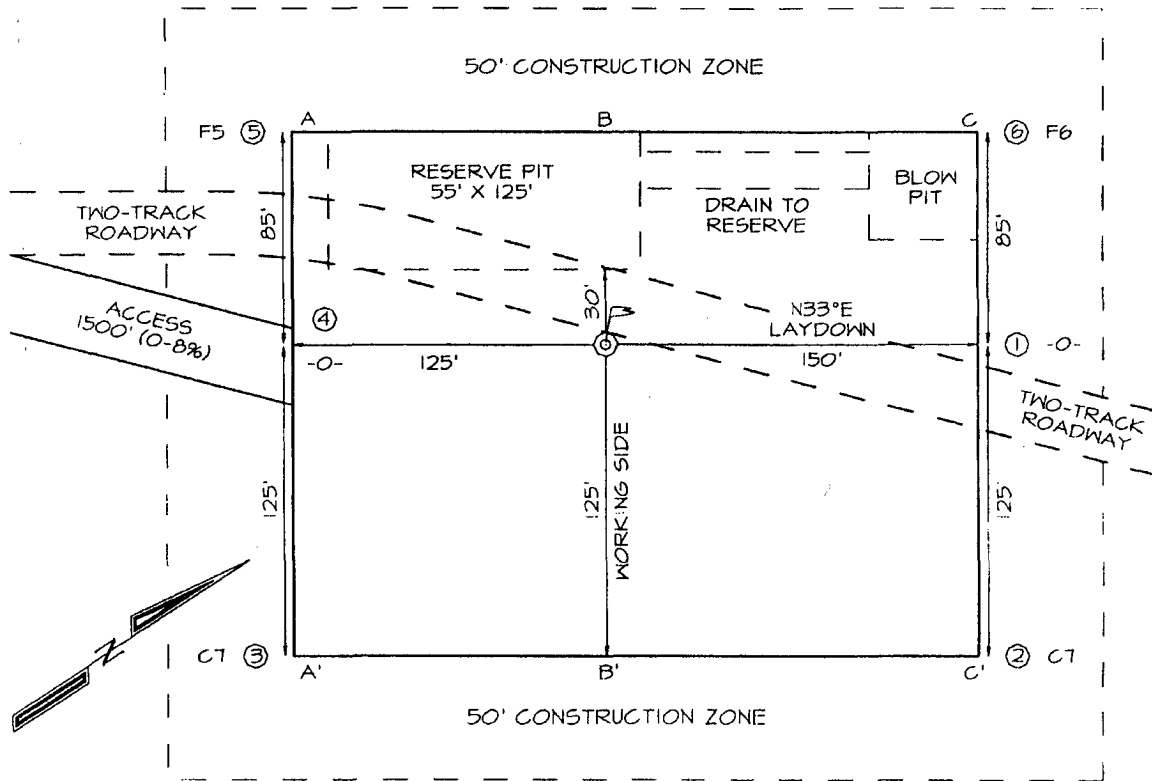 50' CONSTRUCTION ZONE
A
B
C
F5 ⑤
⑥ F6
RESERVE PIT
55' X 125'
BLOW
PIT
DRAIN TO
RESERVE
TWO-TRACK
ROADWAY
85'
85'
ACCESS
1500' (0-8%)
④
30'
N33°E
LAYDOWN
-0-
125'
150'
① -0-
TWO-TRACK
ROADWAY
125'
125'
WORKING SIDE
125'
N
C7 ③
② C7
A'
B'
C'
50' CONSTRUCTION ZONE